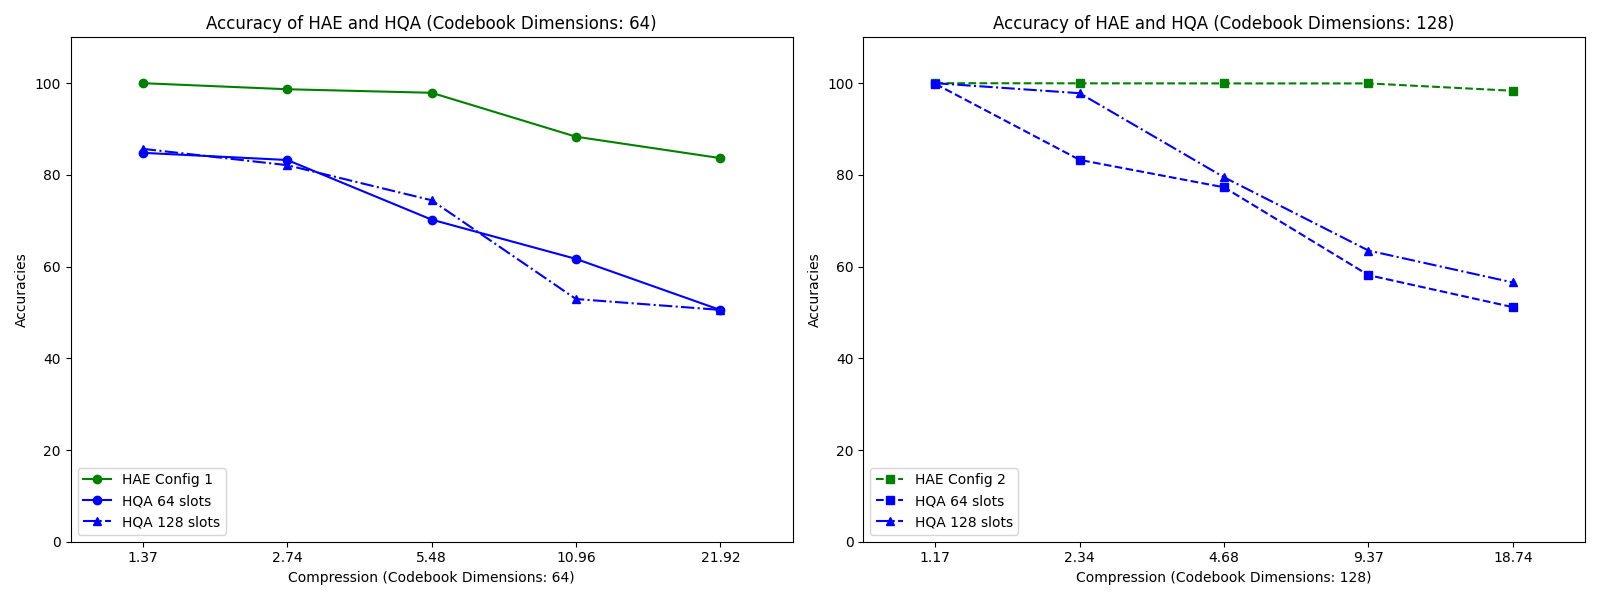 Accuracy of HAE and HQA (Codebook Dimensions: 64)
Accuracies
100
80
60
40
20
0
HAE Config 1
HQA 64 slots
HQA 128 slots
1.37 2.74 5.48 10.96 21.92
Compression (Codebook Dimensions: 64)
Accuracy of HAE and HQA (Codebook Dimensions: 128)
Accuracies
100
80
60
40
20
0
HAE Config 2
HQA 64 slots
HQA 128 slots
1.17 2.34 4.68 9.37 18.74
Compression (Codebook Dimensions: 128)